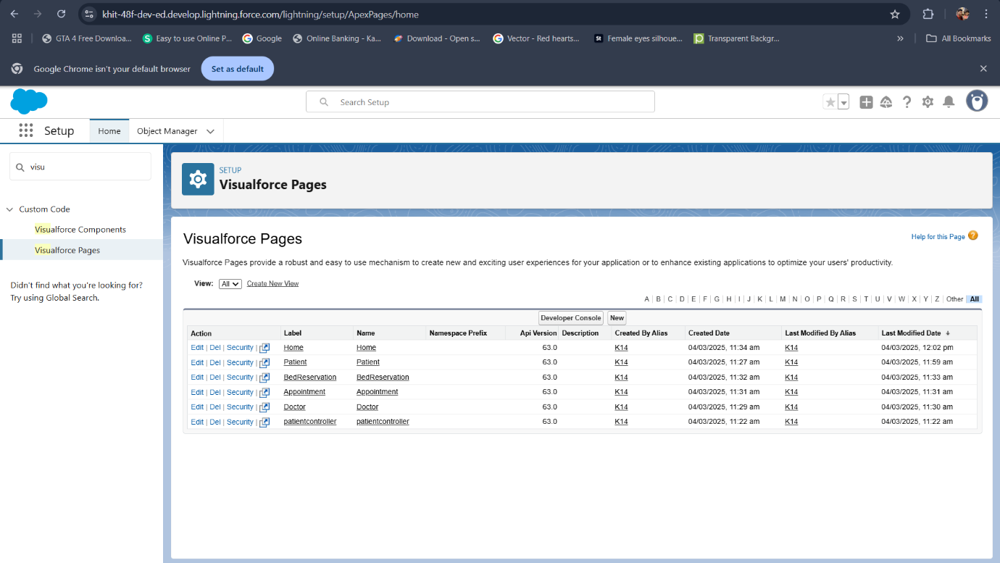 khit-48f-dev-ed.develop.lightning.force.com/lightning/setup/ApexPages/home
GTA 4 Free Downloa... Easy to use Online P... Google Online Banking - Ka... Download - Open s... Vector - Red hearts... St Female eyes silhoue... Transparent Backgr... » All Bookmarks
Google Chrome isn't your default browser Set as default
Search Setup
Setup Home Object Manager
visu
SETUP
Visualforce Pages
Custom Code
Visualforce Components
Visualforce Pages
Didn't find what you're looking for?
Try using Global Search.
Visualforce Pages
Help for this Page ?
Visualforce Pages provide a robust and easy to use mechanism to create new and exciting user experiences for your application or to enhance existing applications to optimize your users' productivity.
View: All Create New View
A | B | C | D | E | F | G | H | I | J | K | L | M | N | O | P | Q | R | S | T | U | V | W | X | Y | Z | Other All
Developer Console New
Action Label Name Namespace Prefix Api Version Description Created By Alias Created Date Last Modified By Alias Last Modified Date ↓
Edit | Del | Security | Home Home 63.0 K14 04/03/2025, 11:34 am K14 04/03/2025, 12:02 pm
Edit | Del | Security | Patient Patient 63.0 K14 04/03/2025, 11:27 am K14 04/03/2025, 11:59 am
Edit | Del | Security | BedReservation BedReservation 63.0 K14 04/03/2025, 11:32 am K14 04/03/2025, 11:33 am
Edit | Del | Security | Appointment Appointment 63.0 K14 04/03/2025, 11:31 am K14 04/03/2025, 11:31 am
Edit | Del | Security | Doctor Doctor 63.0 K14 04/03/2025, 11:29 am K14 04/03/2025, 11:30 am
Edit | Del | Security | patientcontroller patientcontroller 63.0 K14 04/03/2025, 11:22 am K14 04/03/2025, 11:22 am